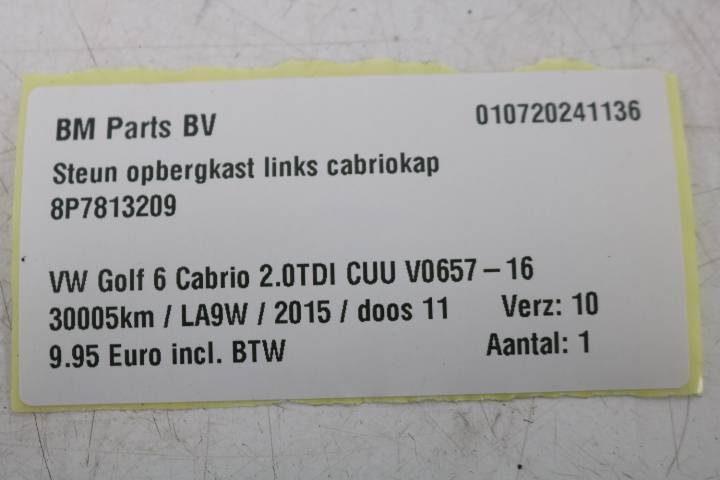 BM Parts BV 010720241136
Steun opbergkast links cabriokap
8P7813209
VW Golf 6 Cabrio 2.0TDI CUU V0657 – 16
30005km / LA9W / 2015 / doos 11 Verz: 10
9.95 Euro incl. BTW Aantal: 1